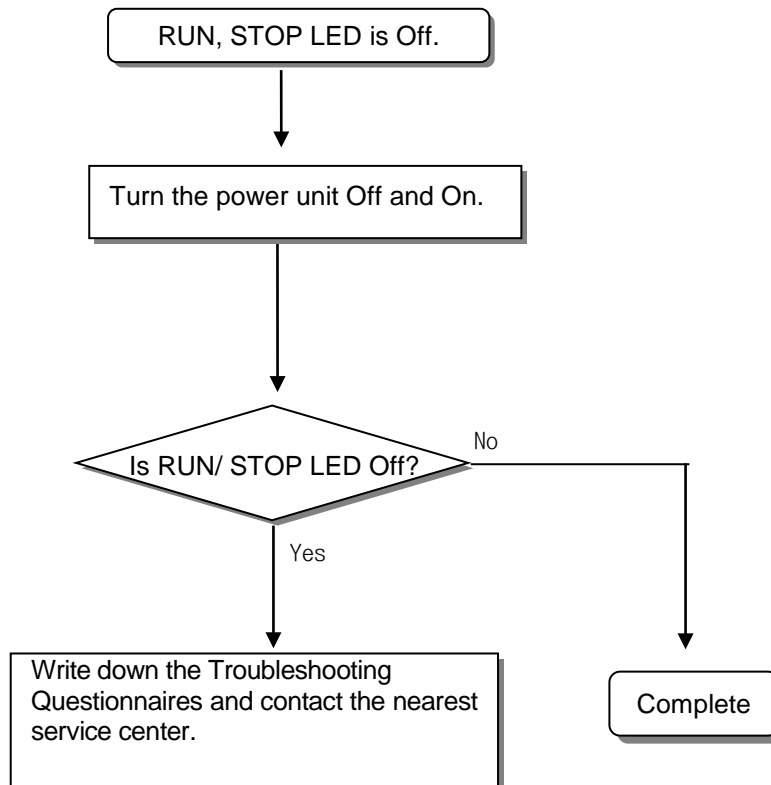 RUN, STOP LED is Off.
Turn the power unit Off and On.
Is RUN/ STOP LED Off?
No
Yes
Write down the Troubleshooting
Questionnaires and contact the nearest
service center.
Complete